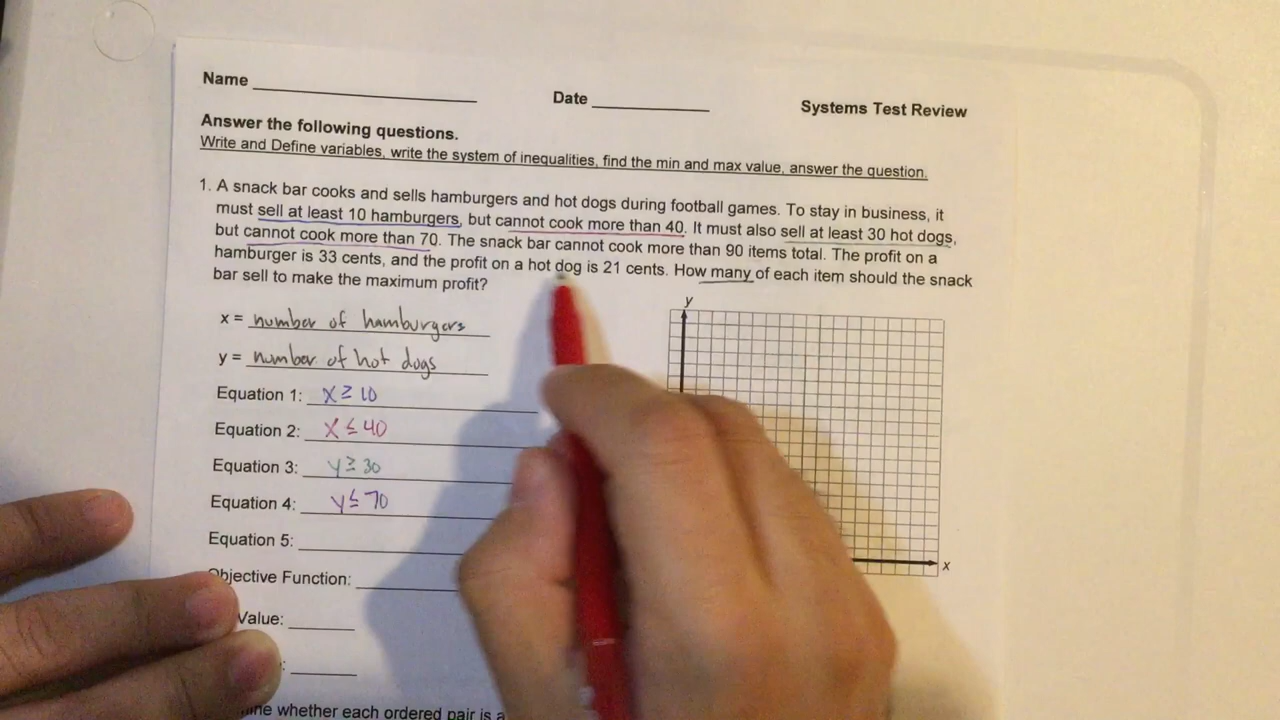 Name ____________ Date ____________ Systems Test Review
Answer the following questions.
Write and Define variables, write the system of inequalities, find the min and max value, answer the question.
1. A snack bar cooks and sells hamburgers and hot dogs during football games. To stay in business, it
must sell at least 10 hamburgers, but cannot cook more than 40. It must also sell at least 30 hot dogs,
but cannot cook more than 70. The snack bar cannot cook more than 90 items total. The profit on a
hamburger is 33 cents, and the profit on a hot dog is 21 cents. How many of each item should the snack
bar sell to make the maximum profit?
y
x = number of hamburgers
y = number of hot dogs
Equation 1: x ≥ 10
Equation 2: x ≤ 40
Equation 3: y ≥ 30
Equation 4: y ≤ 70
Equation 5:
x
Objective Function:
Value:
:
whether each ordered pair is a